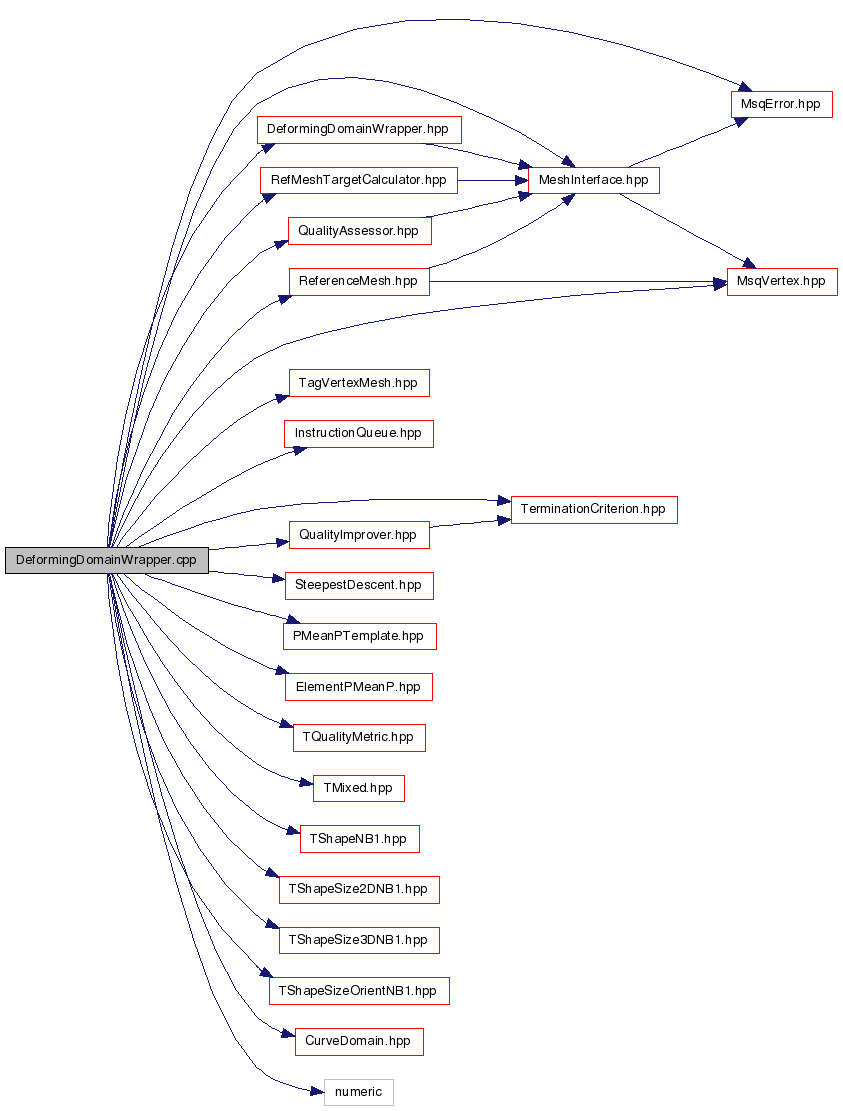 MsqError.hpp
DeformingDomainWrapper.hpp
RefMeshTargetCalculator.hpp
MeshInterface.hpp
QualityAssessor.hpp
ReferenceMesh.hpp
MsqVertex.hpp
TagVertexMesh.hpp
InstructionQueue.hpp
TerminationCriterion.hpp
QualityImprover.hpp
DeformingDomainWrapper.cpp
SteepestDescent.hpp
PMeanPTemplate.hpp
ElementPMeanP.hpp
TQualityMetric.hpp
TMixed.hpp
TShapeNB1.hpp
TShapeSize2DNB1.hpp
TShapeSize3DNB1.hpp
TShapeSizeOrientNB1.hpp
CurveDomain.hpp
numeric